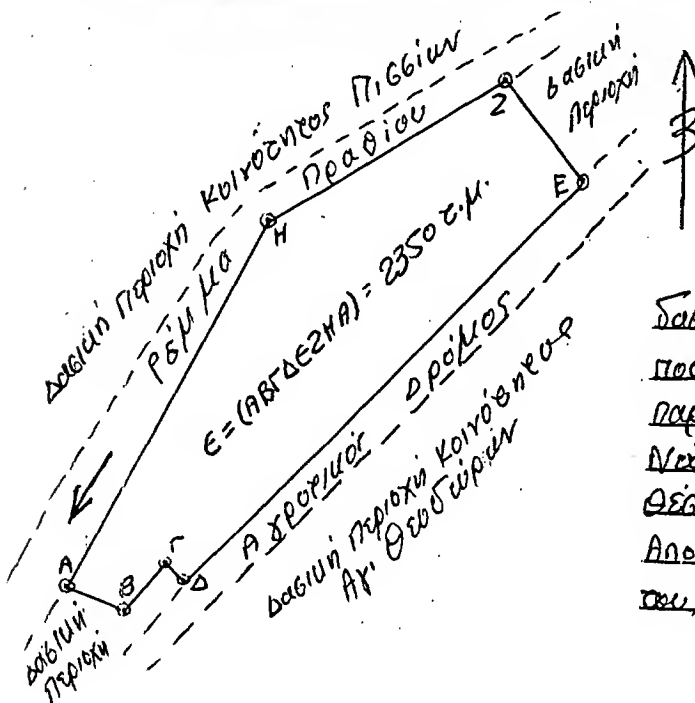 Δασική Περιοχή Κοινότητος Πισσίων
Ρέμμα Πραθίου
Δασική
Περιοχή
Z
E
H
E=(ΑΒΓΔΕΖΗΑ)=2350 τ.μ.
Αγροτικός Δρόμος
Δασική Περιοχή Κοινότητος
Αγ. Θεοδώρων
A
B
Γ
Δ
Δασική
Περιοχή